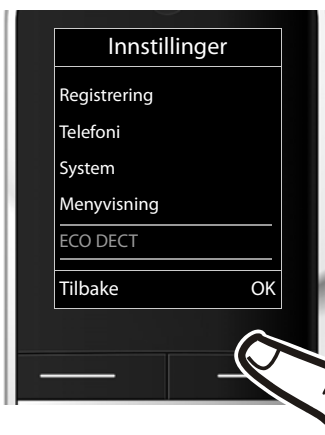 Innstillinger
Registrering
Telefoni
System
Menyvisning
ECO DECT
Tilbake OK